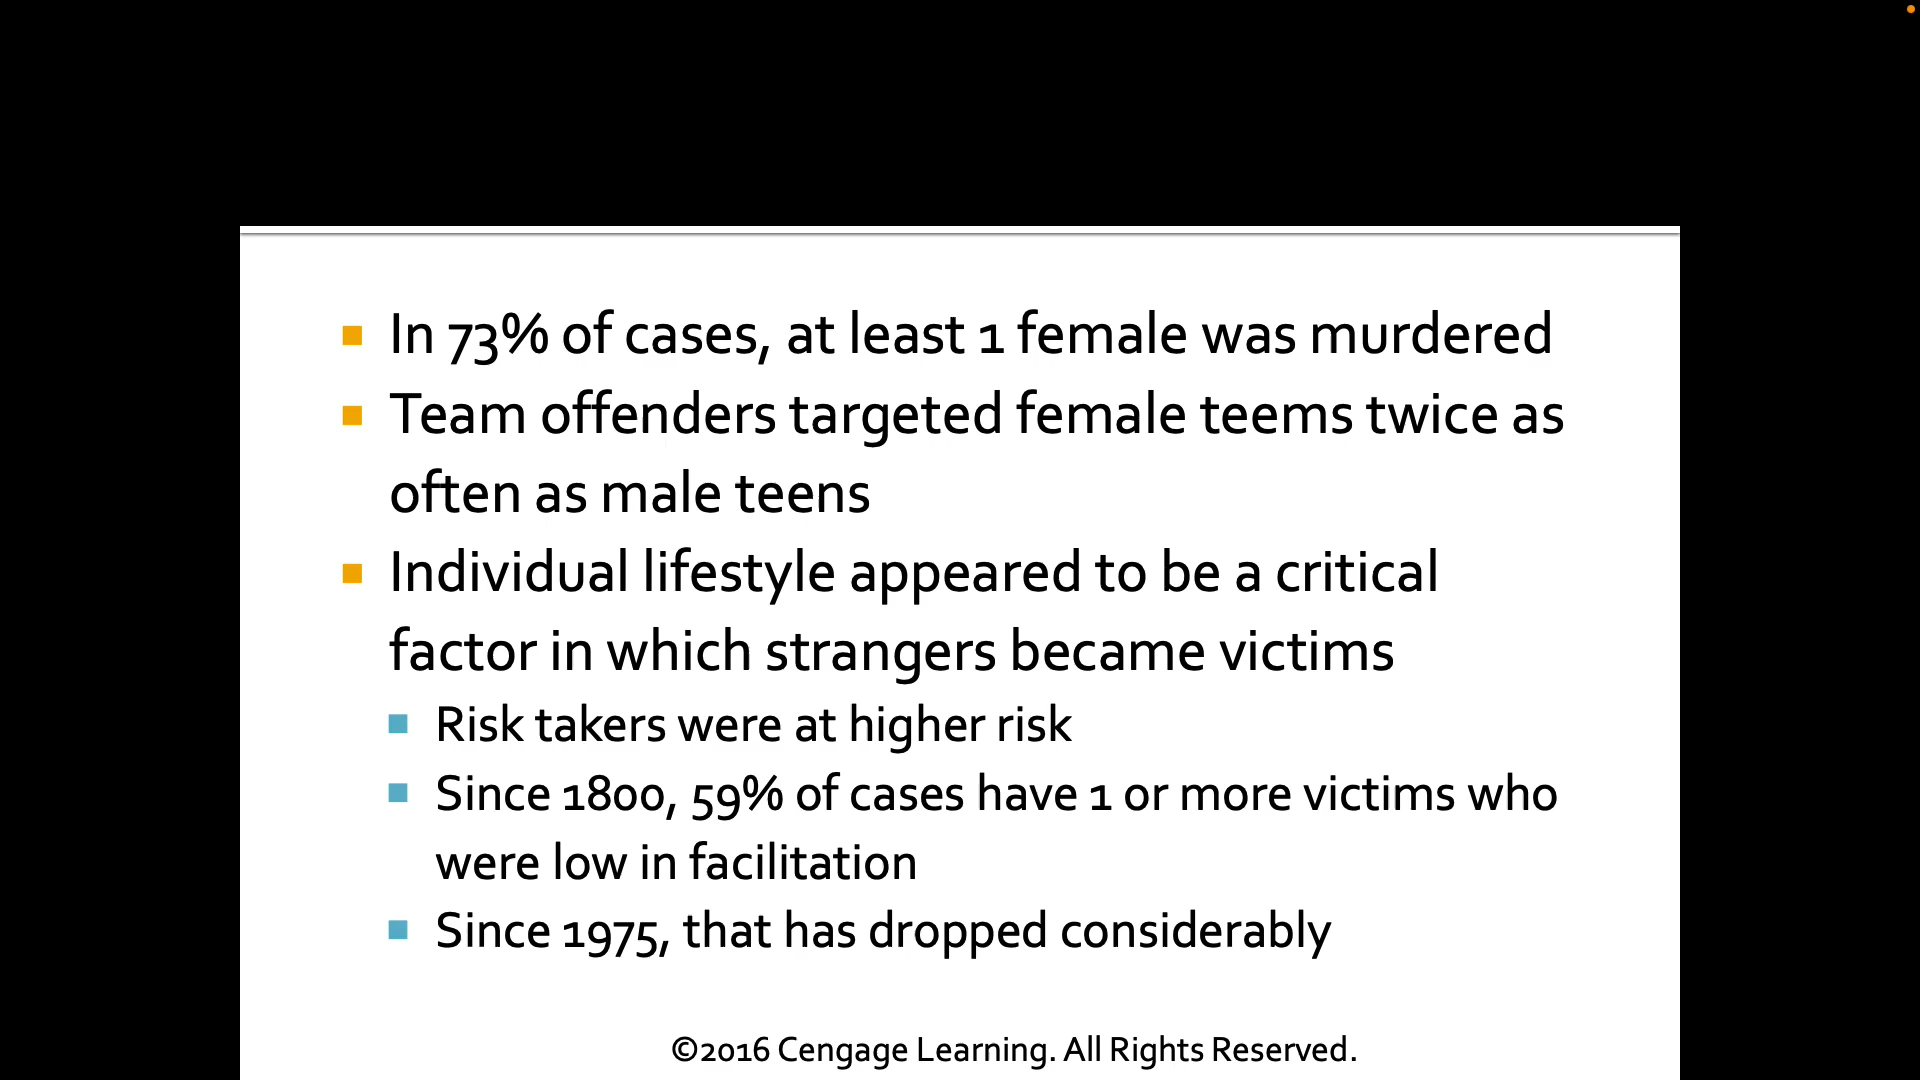 In 73% of cases, at least 1 female was murdered
Team offenders targeted female teems twice as
often as male teens
Individual lifestyle appeared to be a critical
factor in which strangers became victims
Risk takers were at higher risk
Since 1800, 59% of cases have 1 or more victims who
were low in facilitation
Since 1975, that has dropped considerably
©2016 Cengage Learning. All Rights Reserved.